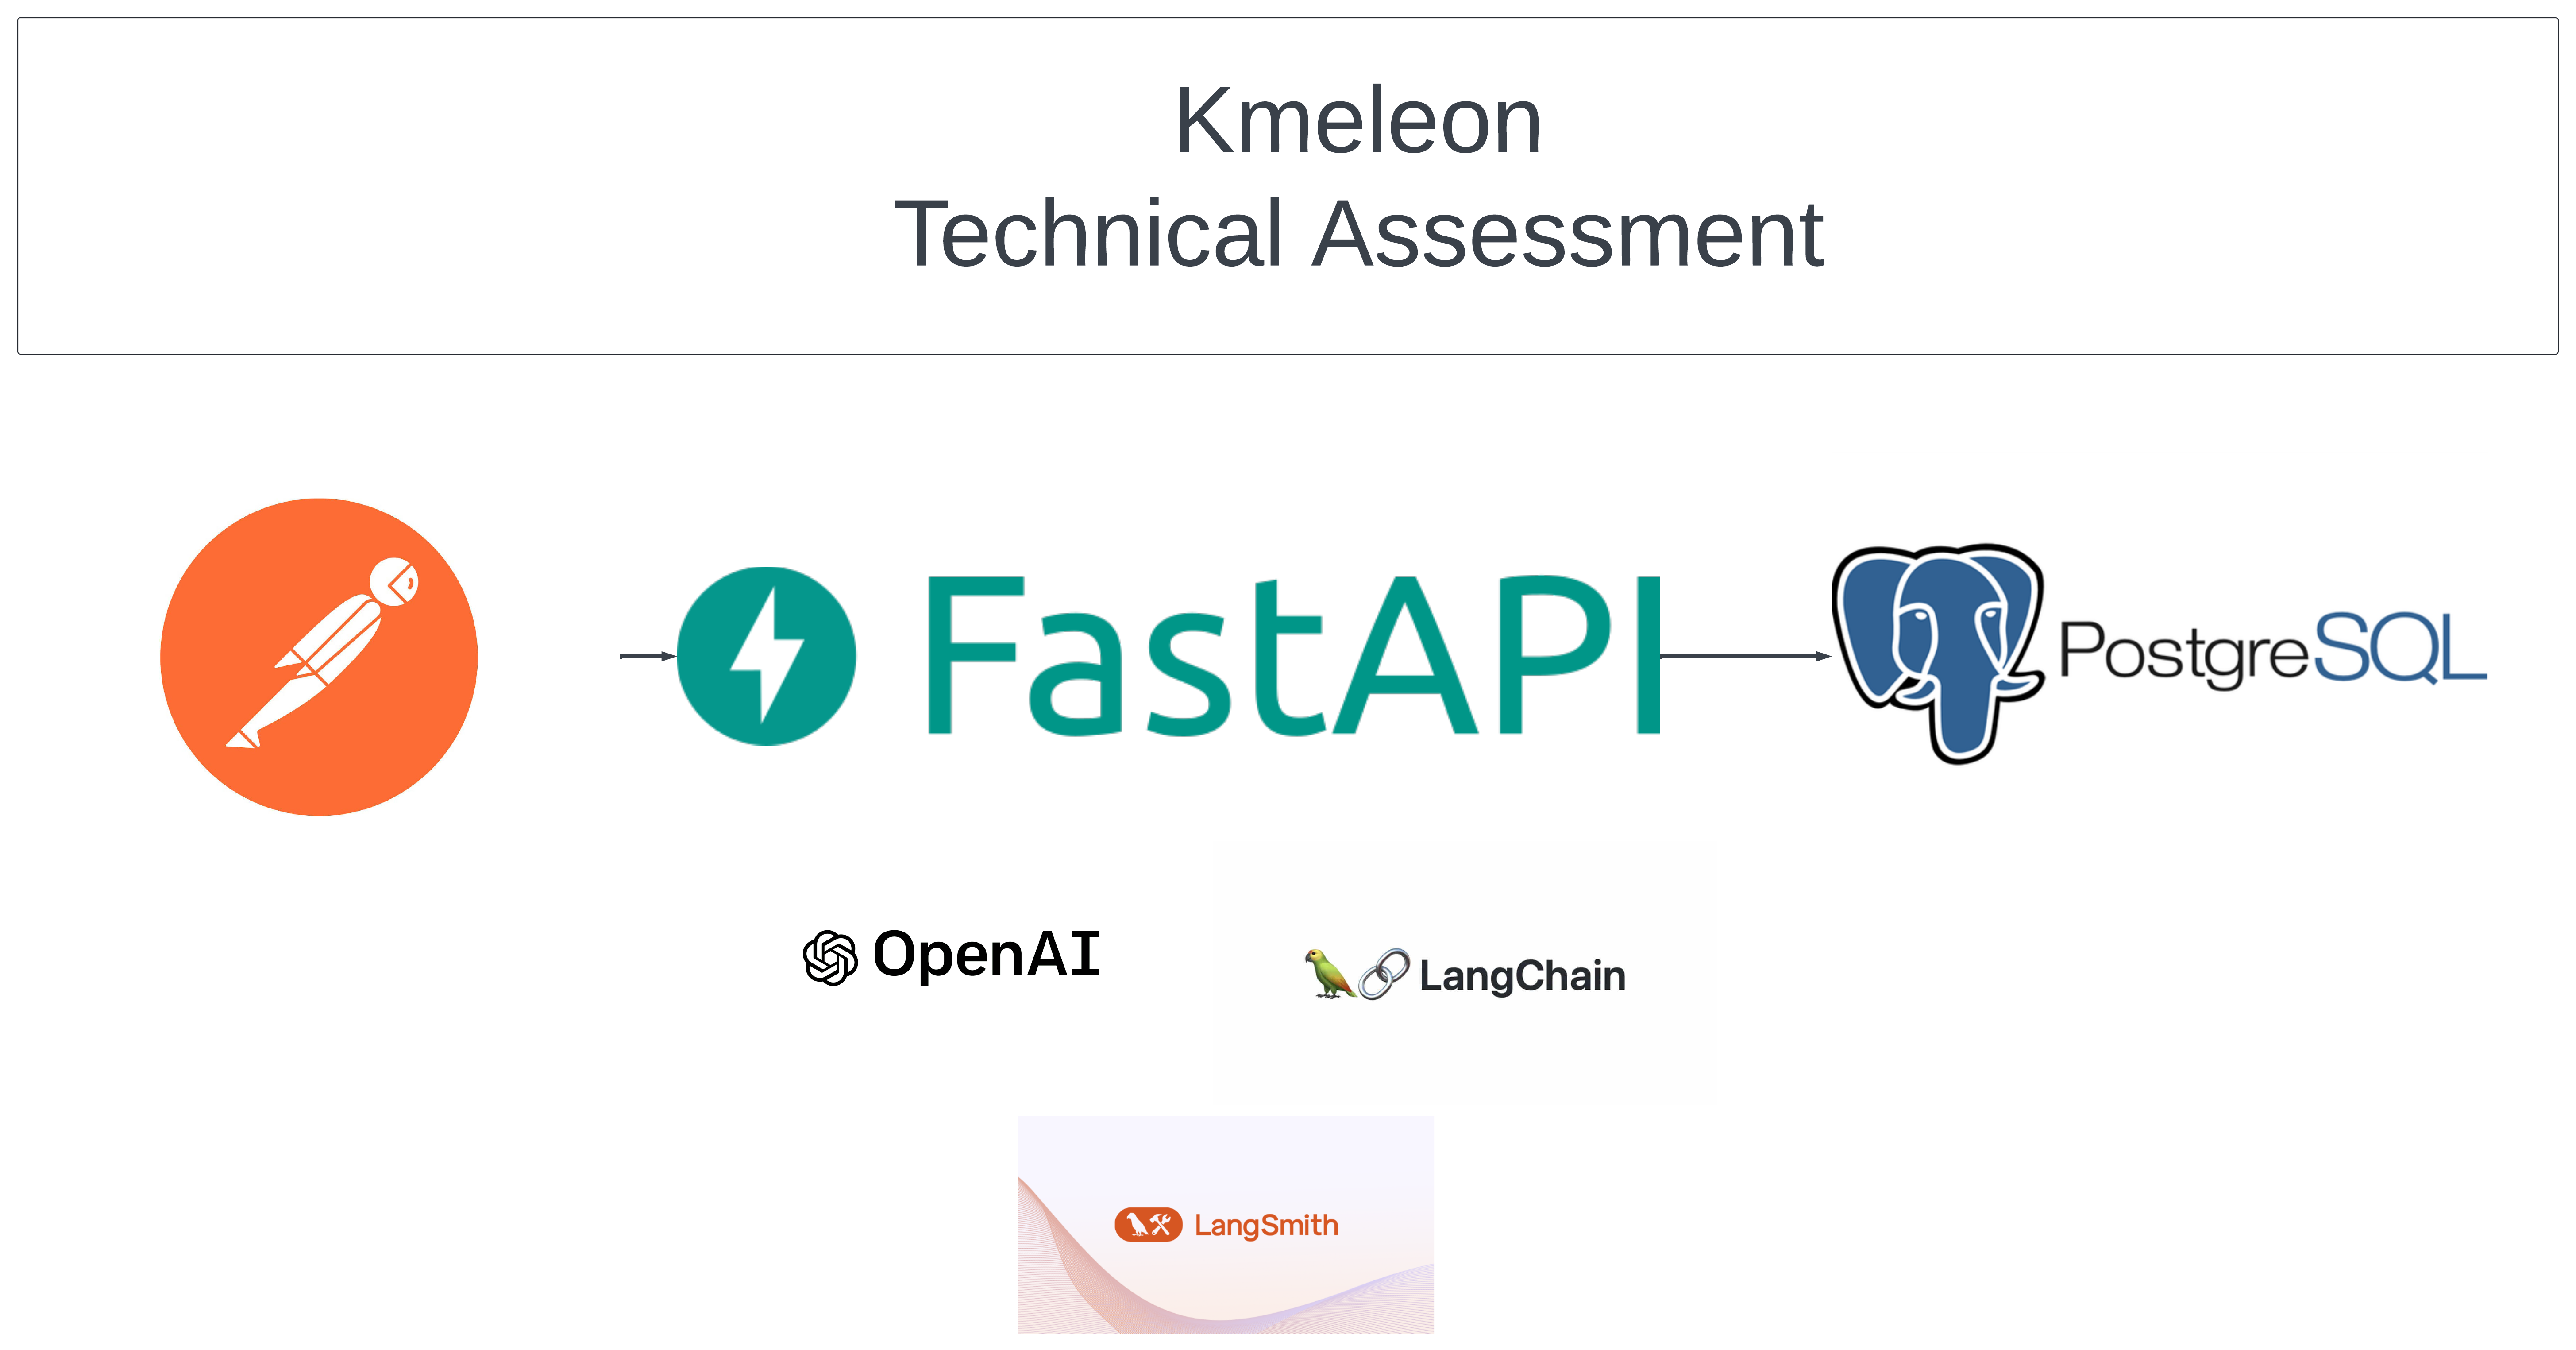 Kmeleon
Technical Assessment
FastAPI
PostgreSQL
OpenAI
LangChain
LangSmith